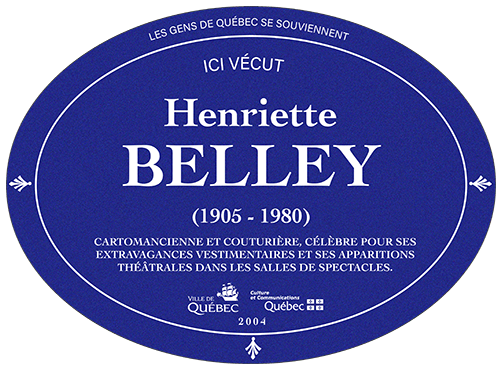 LES GENS DE QUÉBEC SE SOUVIENNENT
ICI VÉCUT
Henriette
BELLEY
(1905 - 1980)
CARTOMANCIENNE ET COUTURIÈRE, CÉLÈBRE POUR SES
EXTRAVAGANCES VESTIMENTAIRES ET SES APPARITIONS
THÉÂTRALES DANS LES SALLES DE SPECTACLES.
VILLE DE
QUÉBEC
Culture
et Communications
Québec
2004